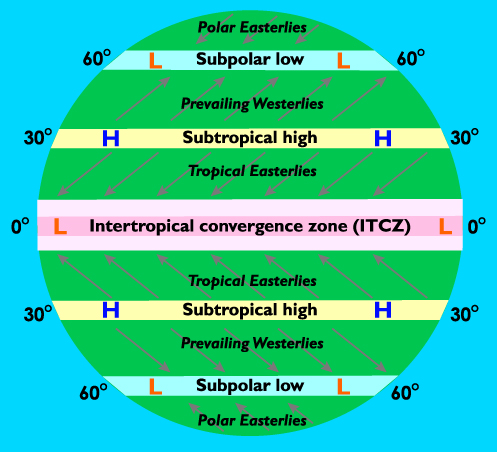 Polar Easterlies
60° L Subpolar low L 60°
Prevailing Westerlies
30° H Subtropical high H 30°
Tropical Easterlies
0° L Intertropical convergence zone (ITCZ) L 0°
Tropical Easterlies
30° H Subtropical high H 30°
Prevailing Westerlies
60° L Subpolar low L 60°
Polar Easterlies